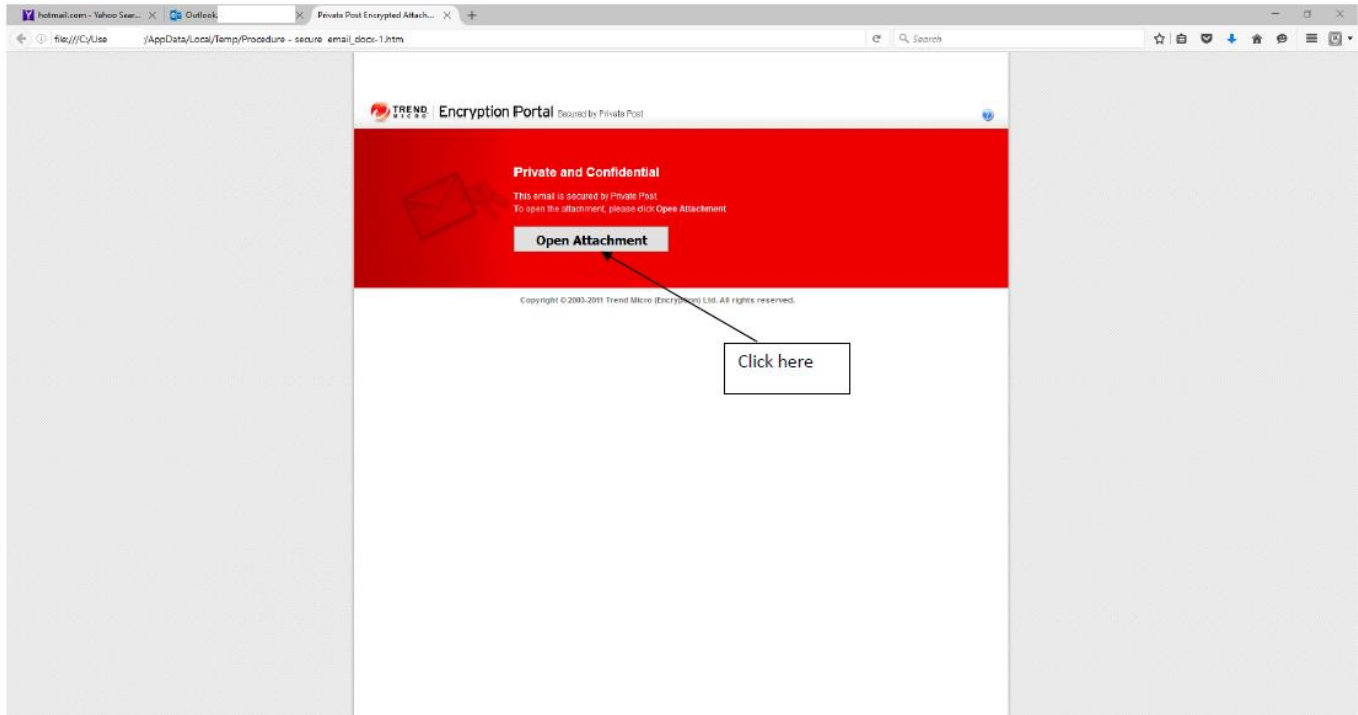 hotmail.com - Yahoo Sear...
Outlook.
Private Post Encrypted Attach...
file:///C:/Use /AppData/Local/Temp/Procedure - secure email_docx-1.htm
Search
TREND MICRO
Encryption Portal Secured by Private Post
Private and Confidential
This email is secured by Private Post
To open the attachment, please click Open Attachment
Open Attachment
Copyright © 2003-2011 Trend Micro (Encryption) Ltd. All rights reserved.
Click here